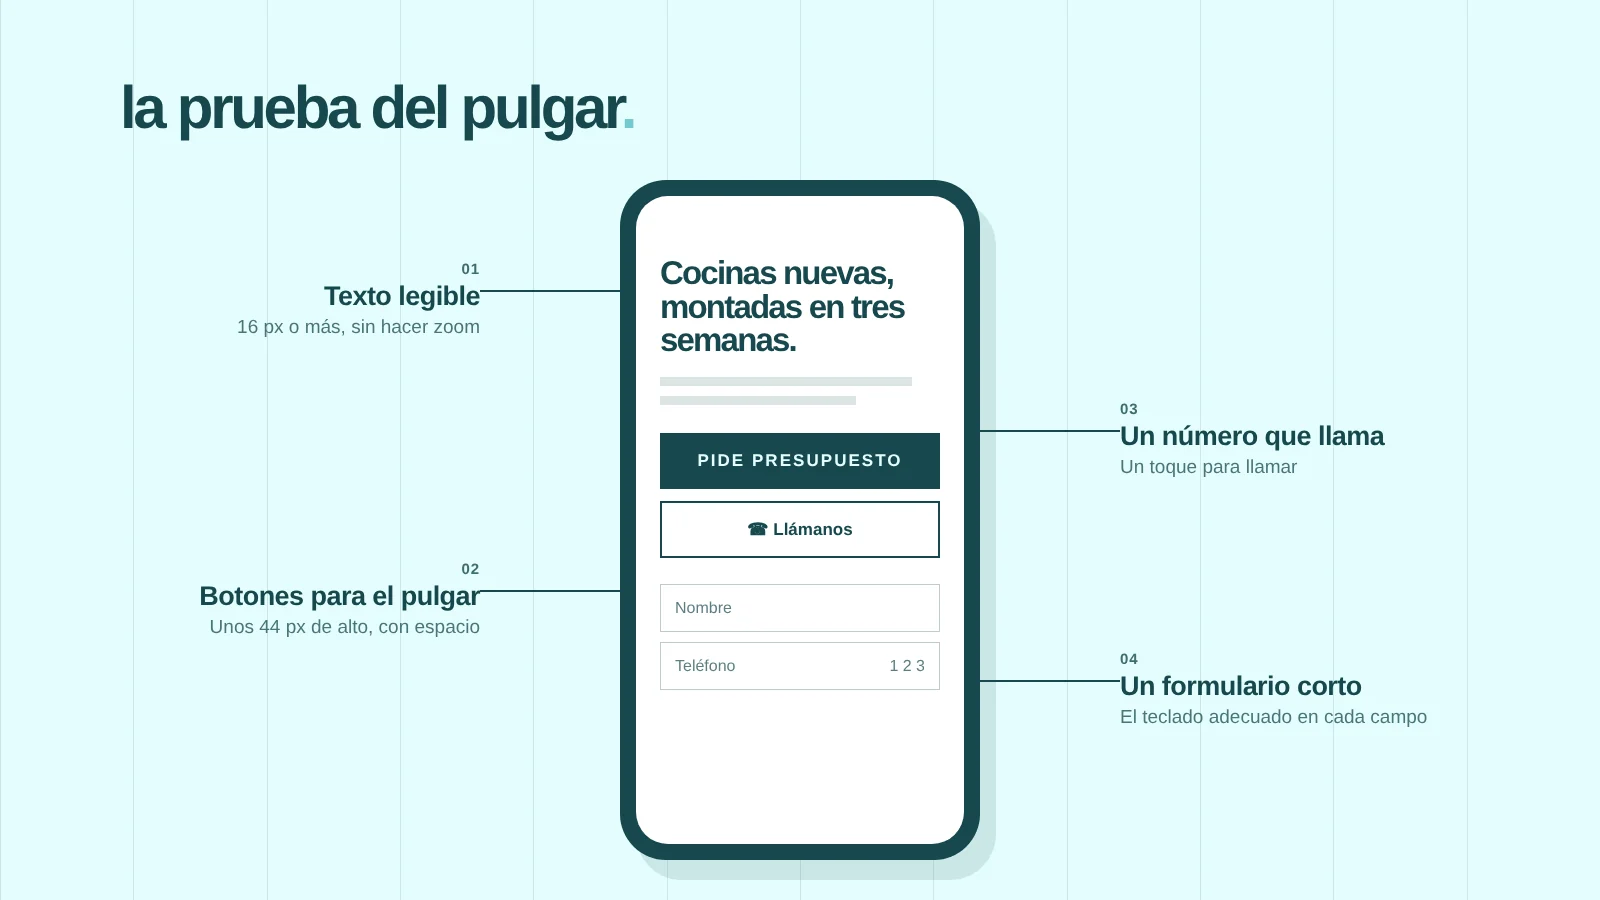 la prueba del pulgar.
01
Texto legible
16 px o más, sin hacer zoom
02
Botones para el pulgar
Unos 44 px de alto, con espacio
Cocinas nuevas,
montadas en tres
semanas.
PIDE PRESUPUESTO
☎ Llámanos
Nombre
Teléfono 1 2 3
03
Un número que llama
Un toque para llamar
04
Un formulario corto
El teclado adecuado en cada campo